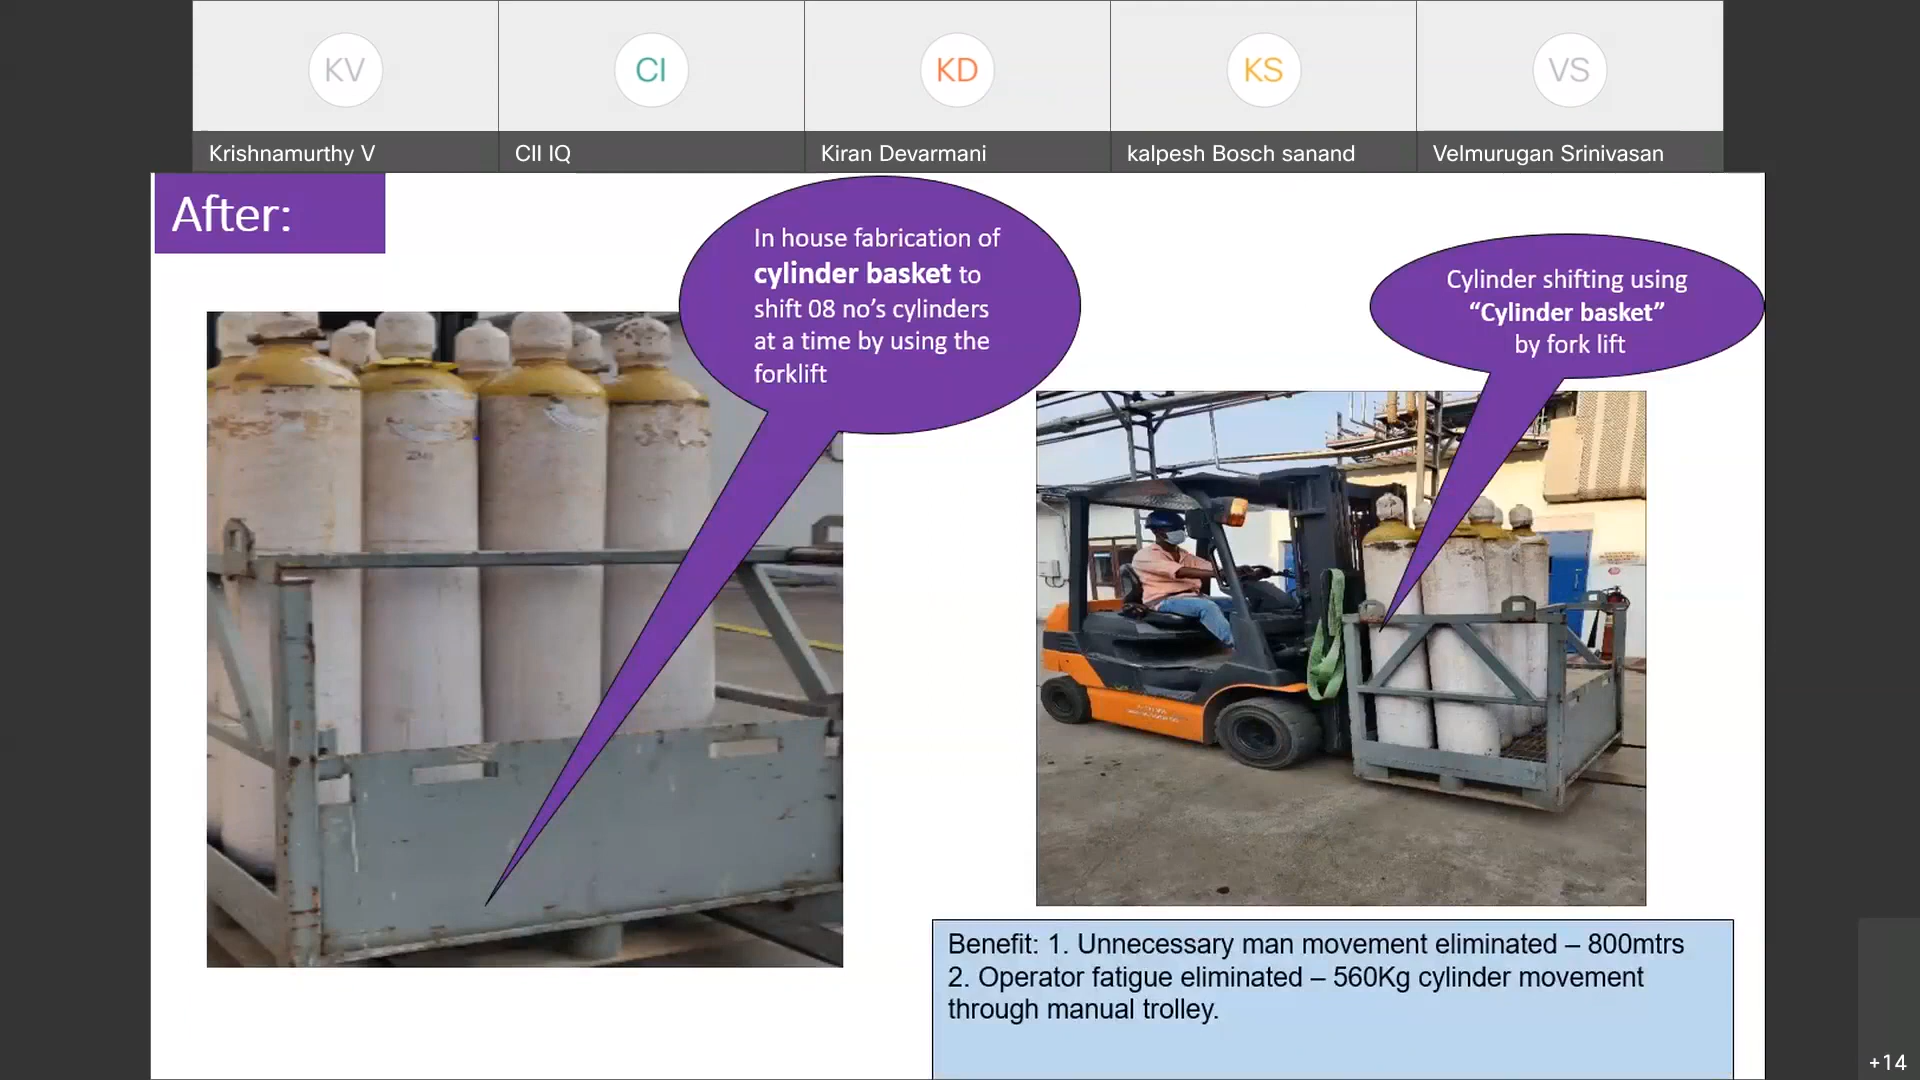 KV
CI
KD
KS
VS
Krishnamurthy V
CII IQ
Kiran Devarmani
kalpesh Bosch sanand
Velmurugan Srinivasan
After:
In house fabrication of
cylinder basket to
shift 08 no’s cylinders
at a time by using the
forklift
Cylinder shifting using
“Cylinder basket”
by fork lift
Benefit: 1. Unnecessary man movement eliminated – 800mtrs
2. Operator fatigue eliminated – 560Kg cylinder movement
through manual trolley.
+14